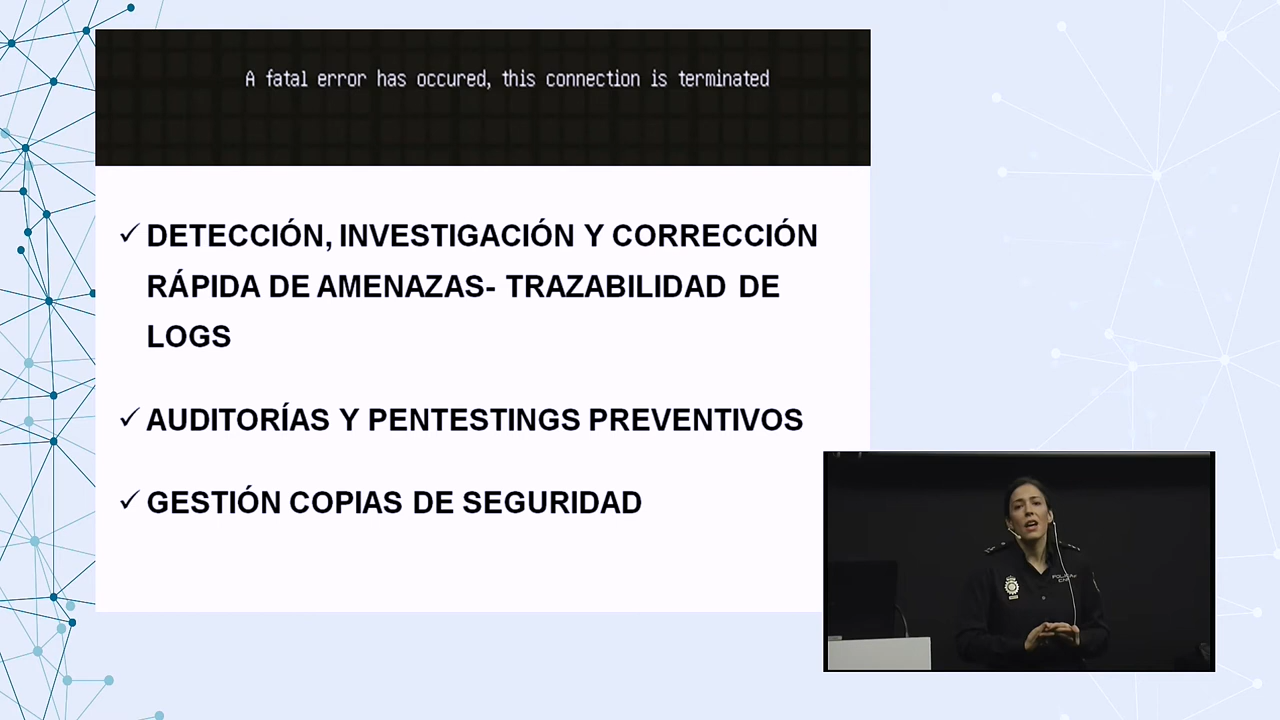 A fatal error has occured, this connection is terminated
✓ DETECCIÓN, INVESTIGACIÓN Y CORRECCIÓN
RÁPIDA DE AMENAZAS- TRAZABILIDAD DE
LOGS
✓ AUDITORÍAS Y PENTESTINGS PREVENTIVOS
✓ GESTIÓN COPIAS DE SEGURIDAD